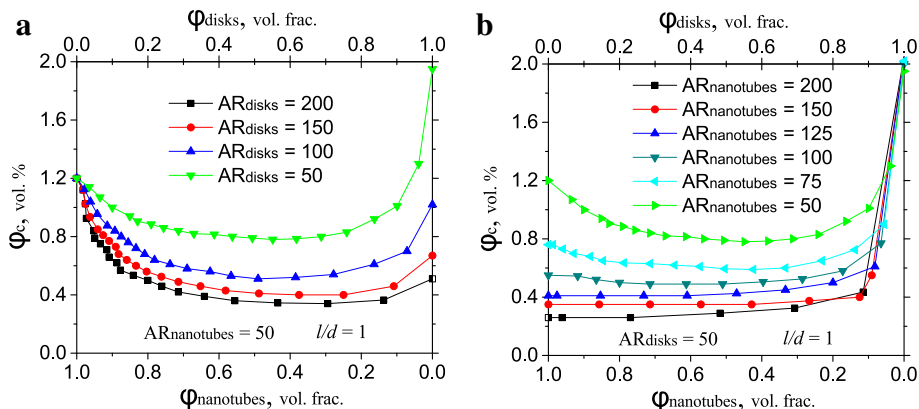 a
φdisks, vol. frac.
0.0 0.2 0.4 0.6 0.8 1.0
φc, vol. %
2.0
1.6
1.2
0.8
0.4
0.0
ARdisks = 200
ARdisks = 150
ARdisks = 100
ARdisks = 50
ARnanotubes = 50 l/d = 1
1.0 0.8 0.6 0.4 0.2 0.0
φnanotubes, vol. frac.
b
φdisks, vol. frac.
0.0 0.2 0.4 0.6 0.8 1.0
φc, vol. %
2.0
1.6
1.2
0.8
0.4
0.0
ARnanotubes = 200
ARnanotubes = 150
ARnanotubes = 125
ARnanotubes = 100
ARnanotubes = 75
ARnanotubes = 50
ARdisks = 50 l/d = 1
1.0 0.8 0.6 0.4 0.2 0.0
φnanotubes, vol. frac.